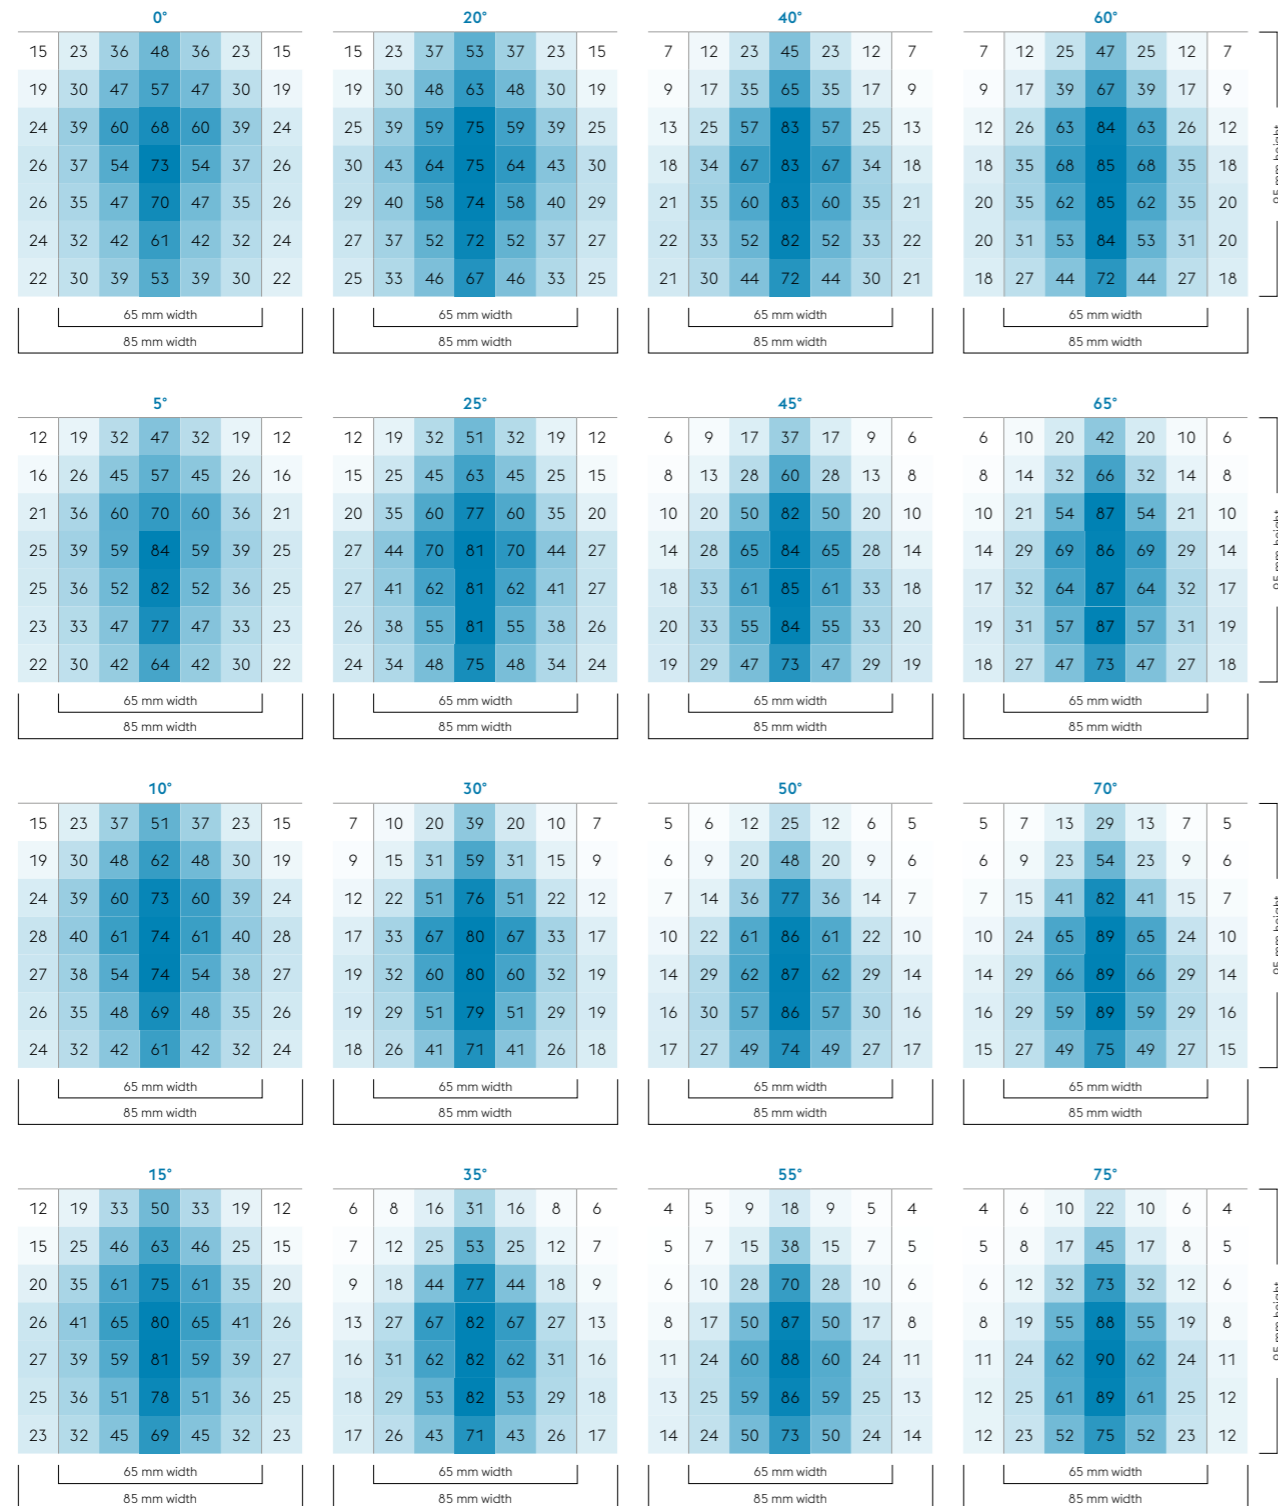 0° 20° 40° 60°
15 23 36 48 36 23 15 15 23 37 53 37 23 15 7 12 23 45 23 12 7 7 12 25 47 25 12 7
19 30 47 57 47 30 19 19 30 48 63 48 30 19 9 17 35 65 35 17 9 9 17 39 67 39 17 9
24 39 60 68 60 39 24 25 39 59 75 59 39 25 13 25 57 83 57 25 13 12 26 63 84 63 26 12
26 37 54 73 54 37 26 30 43 64 75 64 43 30 18 34 67 83 67 34 18 18 35 68 85 68 35 18
26 35 47 70 47 35 26 29 40 58 74 58 40 29 21 35 60 83 60 35 21 20 35 62 85 62 35 20
24 32 42 61 42 32 24 27 37 52 72 52 37 27 22 33 52 82 52 33 22 20 31 53 84 53 31 20
22 30 39 53 39 30 22 25 33 46 67 46 33 25 21 30 44 72 44 30 21 18 27 44 72 44 27 18
mm height
65 mm width 65 mm width 65 mm width 65 mm width
85 mm width 85 mm width 85 mm width 85 mm width
5° 25° 45° 65°
12 19 32 47 32 19 12 12 19 32 51 32 19 12 6 9 17 37 17 9 6 6 10 20 42 20 10 6
16 26 45 57 45 26 16 15 25 45 63 45 25 15 8 13 28 60 28 13 8 8 14 32 66 32 14 8
21 36 60 70 60 36 21 20 35 60 77 60 35 20 10 20 50 82 50 20 10 10 21 54 87 54 21 10
25 39 59 84 59 39 25 27 44 70 81 70 44 27 14 28 65 84 65 28 14 14 29 69 86 69 29 14
25 36 52 82 52 36 25 27 41 62 81 62 41 27 18 33 61 85 61 33 18 17 32 64 87 64 32 17
23 33 47 77 47 33 23 26 38 55 81 55 38 26 20 33 55 84 55 33 20 19 31 57 87 57 31 19
22 30 42 64 42 30 22 24 34 48 75 48 34 24 19 29 47 73 47 29 19 18 27 47 73 47 27 18
mm height
65 mm width 65 mm width 65 mm width 65 mm width
85 mm width 85 mm width 85 mm width 85 mm width
10° 30° 50° 70°
15 23 37 51 37 23 15 7 10 20 39 20 10 7 5 6 12 25 12 6 5 5 7 13 29 13 7 5
19 30 48 62 48 30 19 9 15 31 59 31 15 9 6 9 20 48 20 9 6 6 9 23 54 23 9 6
24 39 60 73 60 39 24 12 22 51 76 51 22 12 7 14 36 77 36 14 7 7 15 41 82 41 15 7
28 40 61 74 61 40 28 17 33 67 80 67 33 17 10 22 61 86 61 22 10 10 24 65 89 65 24 10
27 38 54 74 54 38 27 19 32 60 80 60 32 19 14 29 62 87 62 29 14 14 29 66 89 66 29 14
26 35 48 69 48 35 26 19 29 51 79 51 29 19 16 30 57 86 57 30 16 16 29 59 89 59 29 16
24 32 42 61 42 32 24 18 26 41 71 41 26 18 17 27 49 74 49 27 17 15 27 49 75 49 27 15
mm height
65 mm width 65 mm width 65 mm width 65 mm width
85 mm width 85 mm width 85 mm width 85 mm width
15° 35° 55° 75°
12 19 33 50 33 19 12 6 8 16 31 16 8 6 4 5 9 18 9 5 4 4 6 10 22 10 6 4
15 25 46 63 46 25 15 7 12 25 53 25 12 7 5 7 15 38 15 7 5 5 8 17 45 17 8 5
20 35 61 75 61 35 20 9 18 44 77 44 18 9 6 10 28 70 28 10 6 6 12 32 73 32 12 6
26 41 65 80 65 41 26 13 27 67 82 67 27 13 8 17 50 87 50 17 8 8 19 55 88 55 19 8
27 39 59 81 59 39 27 16 31 62 82 62 31 16 11 24 60 88 60 24 11 11 24 62 90 62 24 11
25 36 51 78 51 36 25 18 29 53 82 53 29 18 13 25 59 86 59 25 13 12 25 61 89 61 25 12
23 32 45 69 45 32 23 17 26 43 71 43 26 17 14 24 50 73 50 24 14 12 23 52 75 52 23 12
mm height
65 mm width 65 mm width 65 mm width 65 mm width
85 mm width 85 mm width 85 mm width 85 mm width